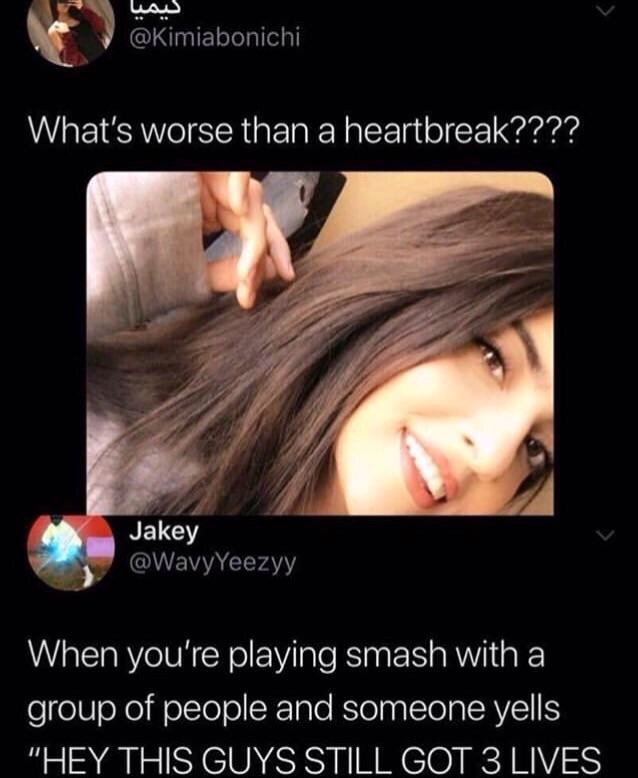 كيميا
@Kimiabonichi
What's worse than a heartbreak????
Jakey
@WavyYeezyy
When you're playing smash with a
group of people and someone yells
"HEY THIS GUYS STILL GOT 3 LIVES